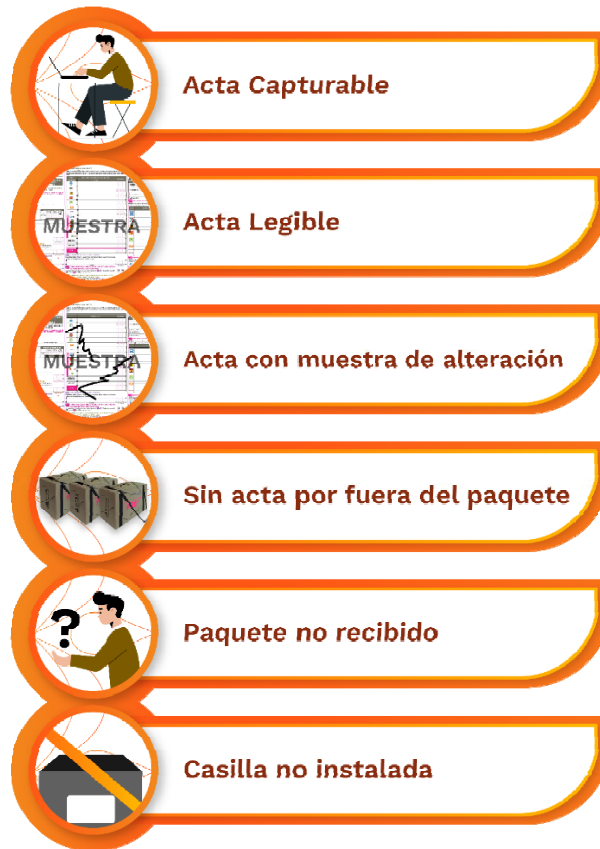 Acta Capturable
MUESTRA
Acta Legible
MUESTRA
Acta con muestra de alteración
Sin acta por fuera del paquete
?
Paquete no recibido
Casilla no instalada